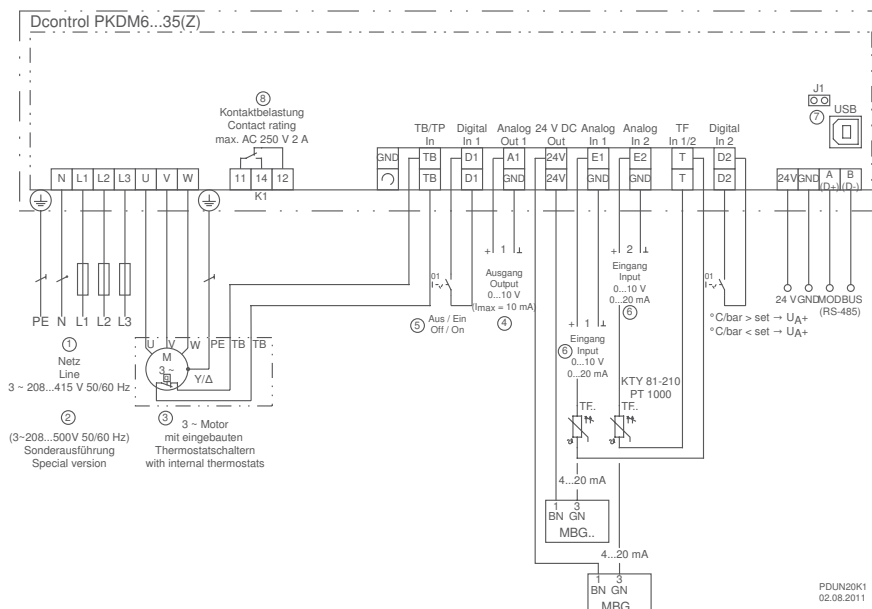 Dcontrol PKDM6...35(Z)
J1
⑦
USB
⑧
Kontaktbelastung
Contact rating
max. AC 250 V 2 A
TB/TP
In
Digital
In 1
Analog
Out 1
24 V DC
Out
Analog
In 1
Analog
In 2
TF
In 1/2
Digital
In 2
GND TB D1 A1 24V E1 E2 T D2
TB D1 GND 24V GND GND T D2
N L1 L2 L3 U V W
11 14 12
K1
24V GND A (D+) B (D-)
PE N L1 L2 L3
①
Netz
Line
3 ~ 208...415 V 50/60 Hz
②
(3~208...500V 50/60 Hz)
Sonderausführung
Special version
U V W PE TB TB
M
3 ~
Y/Δ
③ 3 ~ Motor
mit eingebauten
Thermostatschaltern
with internal thermostats
01
⑤ Aus / Ein
Off / On
+ 1 ⊥
Ausgang
Output
0...10 V
(Imax = 10 mA)
④
+ 1 ⊥
⑥ Eingang
Input
0...10 V
0...20 mA
+ 2 ⊥
Eingang
Input
0...10 V
0...20 mA
⑥
KTY 81-210
PT 1000
TF..
TF..
01
°C/bar > set → UA+
°C/bar < set → UA+
24 V GND MODBUS
(RS-485)
4...20 mA
1 3
BN GN
MBG..
4...20 mA
1 3
BN GN
MBG
PDUN20K1
02.08.2011